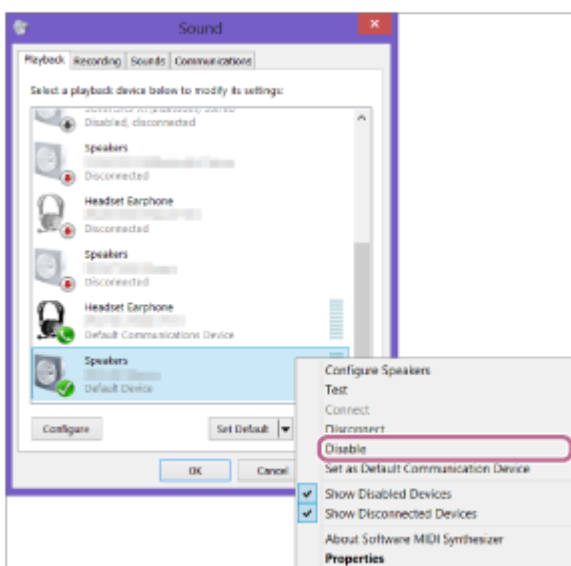 Sound
Playback Recording Sounds Communications
Select a playback device below to modify its settings:
Disabled, disconnected
Speakers
Disconnected
Headset Earphone
Disconnected
Speakers
Disconnected
Headset Earphone
Default Communications Device
Speakers
Default Device
Configure Set Default
OK Cancel
Configure Speakers
Test
Connect
Disconnect
Disable
Set as Default Communication Device
Show Disabled Devices
Show Disconnected Devices
About Software MIDI Synthesizer
Properties